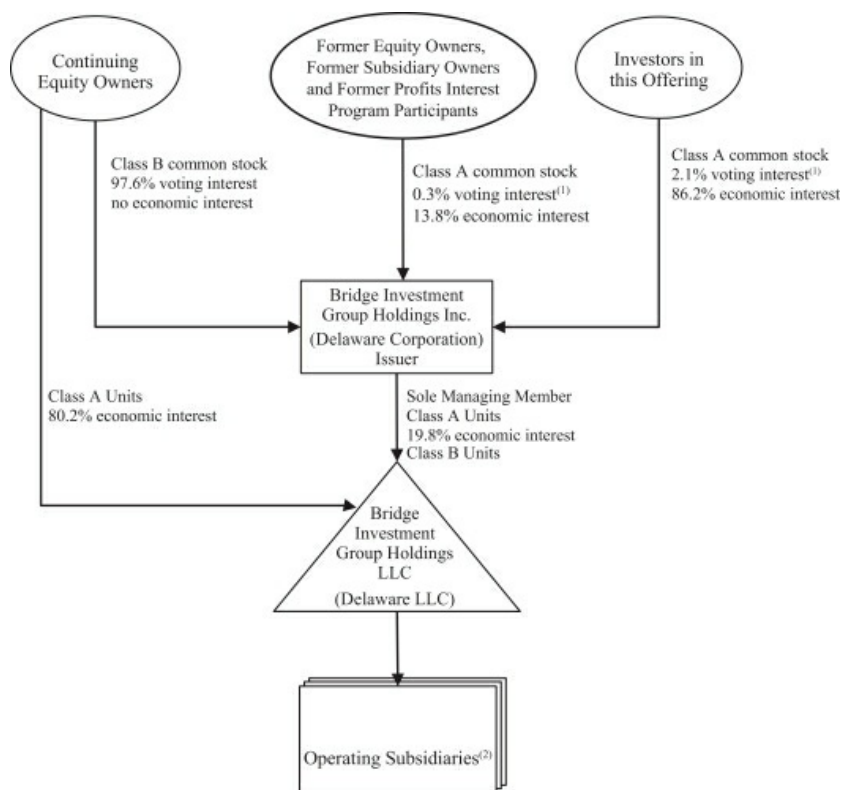 Continuing
Equity Owners
Former Equity Owners,
Former Subsidiary Owners
and Former Profits Interest
Program Participants
Investors in
this Offering
Class B common stock
97.6% voting interest
no economic interest
Class A common stock
0.3% voting interest(1)
13.8% economic interest
Class A common stock
2.1% voting interest(1)
86.2% economic interest
Bridge Investment
Group Holdings Inc.
(Delaware Corporation)
Issuer
Class A Units
80.2% economic interest
Sole Managing Member
Class A Units
19.8% economic interest
Class B Units
Bridge
Investment
Group Holdings
LLC
(Delaware LLC)
Operating Subsidiaries(2)